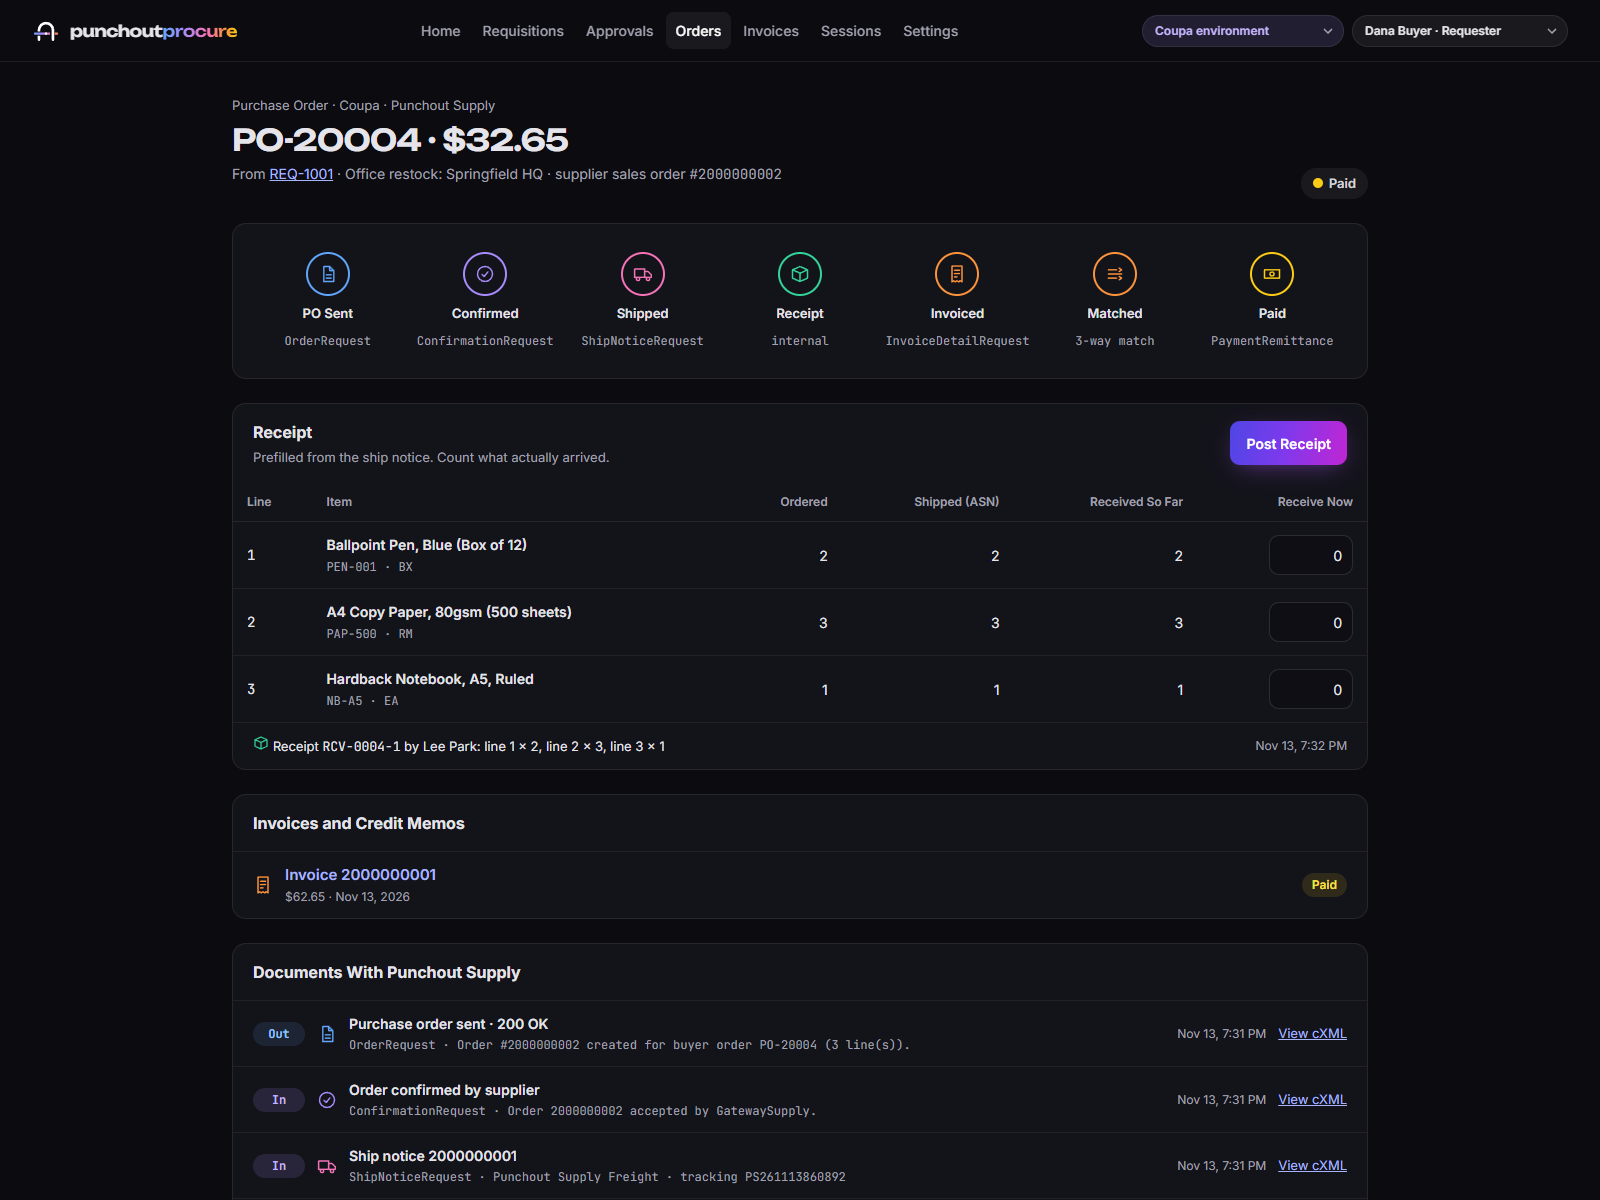 punchoutprocure
Home Requisitions Approvals Orders Invoices Sessions Settings
Coupa environment
Dana Buyer · Requester
Purchase Order · Coupa · Punchout Supply
PO-20004 · $32.65
From REQ-1001 · Office restock: Springfield HQ · supplier sales order #2000000002
Paid
PO Sent Confirmed Shipped Receipt Invoiced Matched Paid
OrderRequest ConfirmationRequest ShipNoticeRequest internal InvoiceDetailRequest 3-way match PaymentRemittance
Receipt
Prefilled from the ship notice. Count what actually arrived.
Post Receipt
Line Item Ordered Shipped (ASN) Received So Far Receive Now
1 Ballpoint Pen, Blue (Box of 12) 2 2 2 0
PEN-001 · BX
2 A4 Copy Paper, 80gsm (500 sheets) 3 3 3 0
PAP-500 · RM
3 Hardback Notebook, A5, Ruled 1 1 1 0
NB-A5 · EA
Receipt RCV-0004-1 by Lee Park: line 1 × 2, line 2 × 3, line 3 × 1 Nov 13, 7:32 PM
Invoices and Credit Memos
Invoice 2000000001
$62.65 · Nov 13, 2026
Paid
Documents With Punchout Supply
Out Purchase order sent · 200 OK Nov 13, 7:31 PM View cXML
OrderRequest · Order #2000000002 created for buyer order PO-20004 (3 line(s)).
In Order confirmed by supplier Nov 13, 7:31 PM View cXML
ConfirmationRequest · Order 2000000002 accepted by GatewaySupply.
In Ship notice 2000000001 Nov 13, 7:31 PM View cXML
ShipNoticeRequest · Punchout Supply Freight · tracking PS261113860892